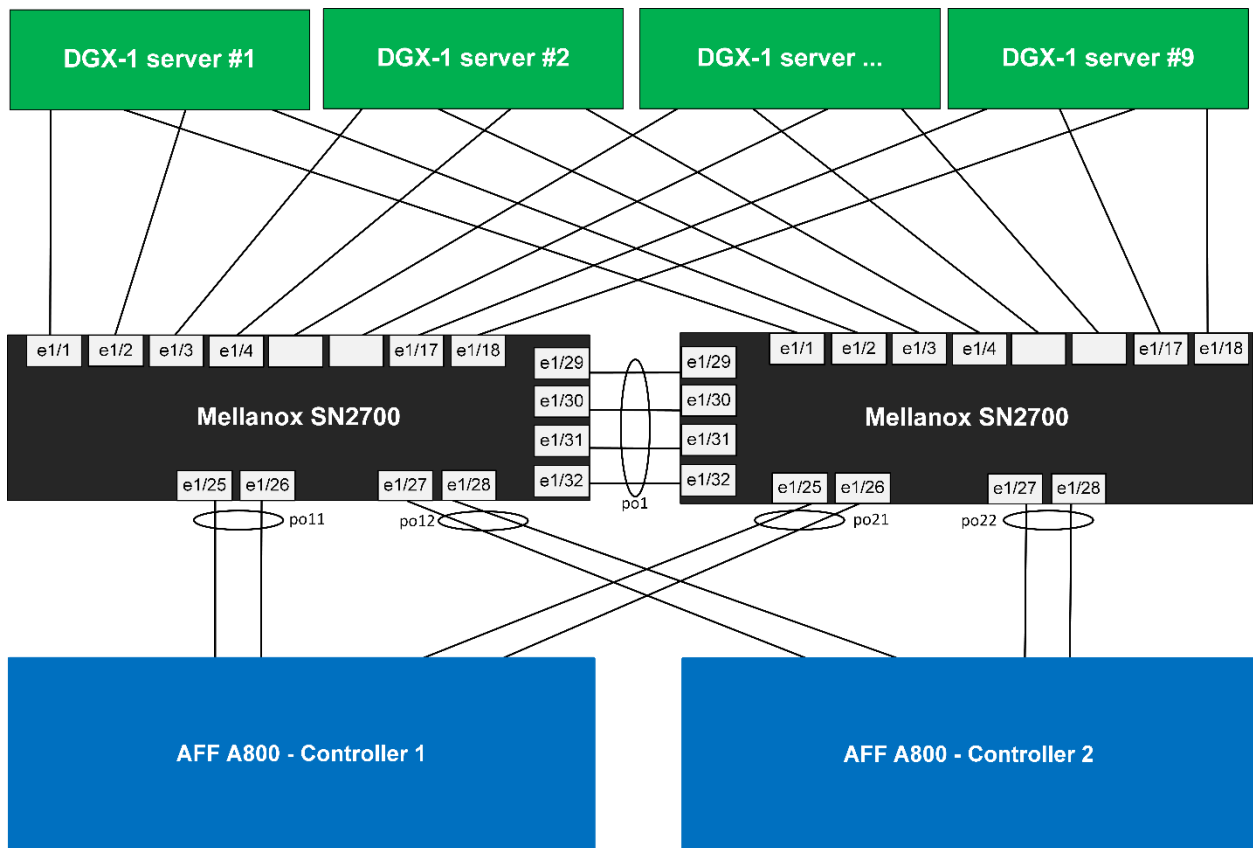 DGX-1 server #1
DGX-1 server #2
DGX-1 server ...
DGX-1 server #9
e1/1
e1/2
e1/3
e1/4
e1/17
e1/18
e1/29
e1/30
e1/31
e1/32
Mellanox SN2700
e1/25
e1/26
e1/27
e1/28
po11
po12
po1
e1/1
e1/2
e1/3
e1/4
e1/17
e1/18
e1/29
e1/30
e1/31
e1/32
Mellanox SN2700
e1/25
e1/26
e1/27
e1/28
po21
po22
AFF A800 - Controller 1
AFF A800 - Controller 2